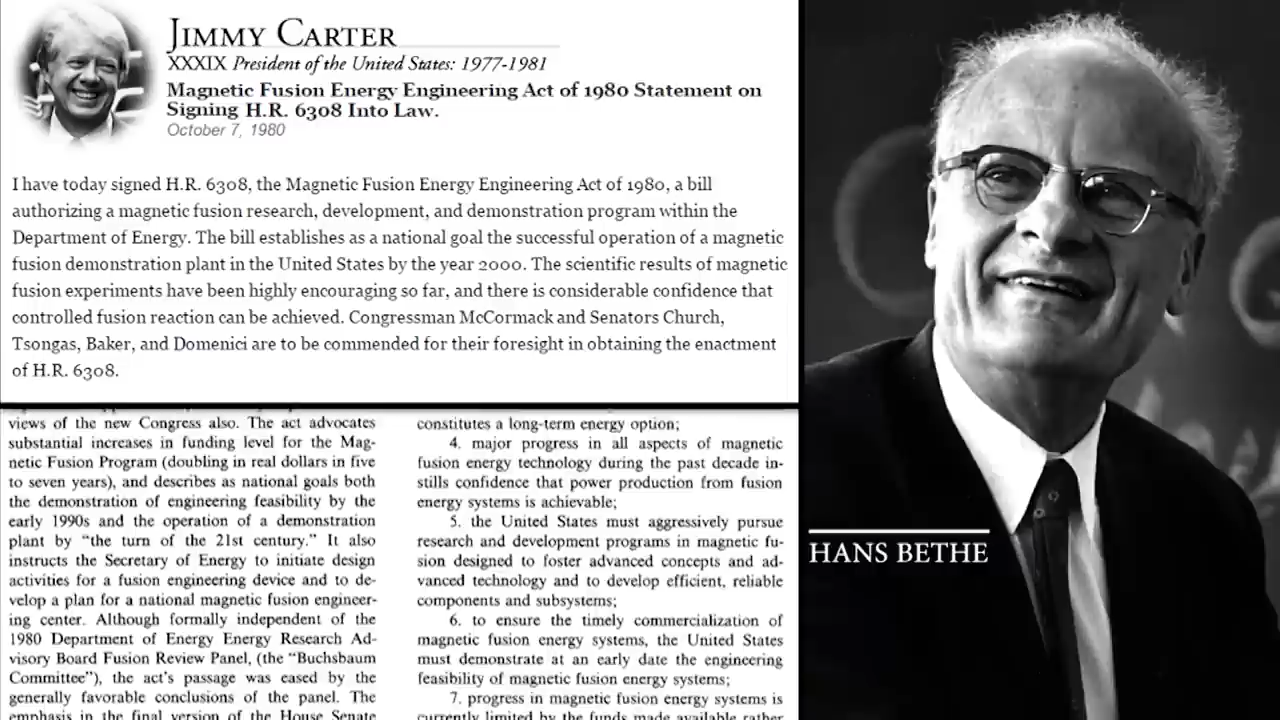 JIMMY CARTER
XXXIX President of the United States: 1977-1981
Magnetic Fusion Energy Engineering Act of 1980 Statement on
Signing H.R. 6308 Into Law.
October 7, 1980
I have today signed H.R. 6308, the Magnetic Fusion Energy Engineering Act of 1980, a bill
authorizing a magnetic fusion research, development, and demonstration program within the
Department of Energy. The bill establishes as a national goal the successful operation of a magnetic
fusion demonstration plant in the United States by the year 2000. The scientific results of magnetic
fusion experiments have been highly encouraging so far, and there is considerable confidence that
controlled fusion reaction can be achieved. Congressman McCormack and Senators Church,
Tsongas, Baker, and Domenici are to be commended for their foresight in obtaining the enactment
of H.R. 6308.
views of the new Congress also. The act advocates
substantial increases in funding level for the Mag-
netic Fusion Program (doubling in real dollars in five
to seven years), and describes as national goals both
the demonstration of engineering feasibility by the
early 1990s and the operation of a demonstration
plant by "the turn of the 21st century." It also
instructs the Secretary of Energy to initiate design
activities for a fusion engineering device and to de-
velop a plan for a national magnetic fusion engineer-
ing center. Although formally independent of the
1980 Department of Energy Energy Research Ad-
visory Board Fusion Review Panel, (the "Buchsbaum
Committee"), the act's passage was eased by the
generally favorable conclusions of the panel. The
emphasis in the final version of the House Senate
constitutes a long-term energy option;
4. major progress in all aspects of magnetic
fusion energy technology during the past decade in-
stills confidence that power production from fusion
energy systems is achievable;
5. the United States must aggressively pursue
research and development programs in magnetic fu-
sion designed to foster advanced concepts and ad-
vanced technology and to develop efficient, reliable
components and subsystems;
6. to ensure the timely commercialization of
magnetic fusion energy systems, the United States
must demonstrate at an early date the engineering
feasibility of magnetic fusion energy systems;
7. progress in magnetic fusion energy systems is
currently limited by the funds made available rather
HANS BETHE